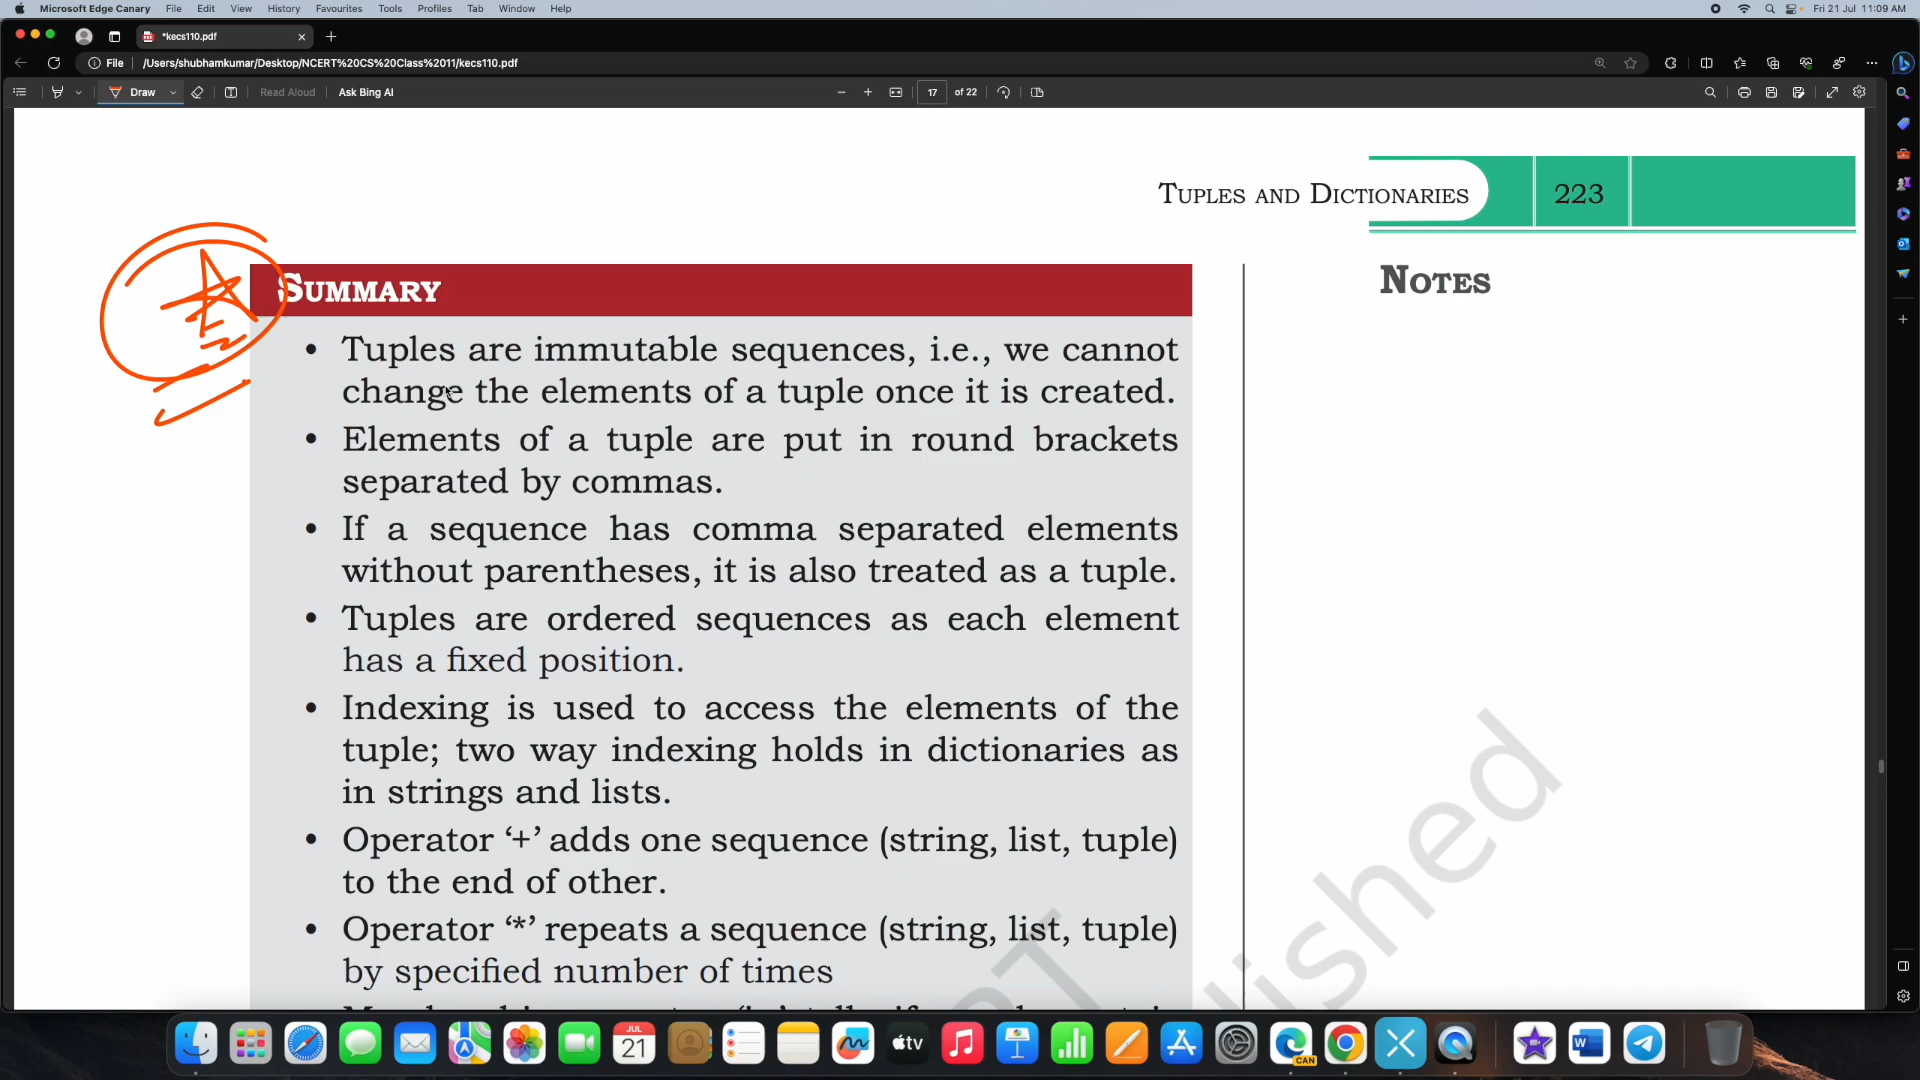 Microsoft Edge Canary File Edit View History Favourites Tools Profiles Tab Window Help Fri 21 Jul 11:09 AM
*kecs110.pdf
File /Users/shubhamkumar/Desktop/NCERT%20CS%20Class%2011/kecs110.pdf
Draw Read Aloud Ask Bing AI 17 of 22
TUPLES AND DICTIONARIES 223
SUMMARY
NOTES
• Tuples are immutable sequences, i.e., we cannot
change the elements of a tuple once it is created.
• Elements of a tuple are put in round brackets
separated by commas.
• If a sequence has comma separated elements
without parentheses, it is also treated as a tuple.
• Tuples are ordered sequences as each element
has a fixed position.
• Indexing is used to access the elements of the
tuple; two way indexing holds in dictionaries as
in strings and lists.
• Operator ‘+’ adds one sequence (string, list, tuple)
to the end of other.
• Operator ‘*’ repeats a sequence (string, list, tuple)
by specified number of times
lished
JUL
21
tv
CAN
W